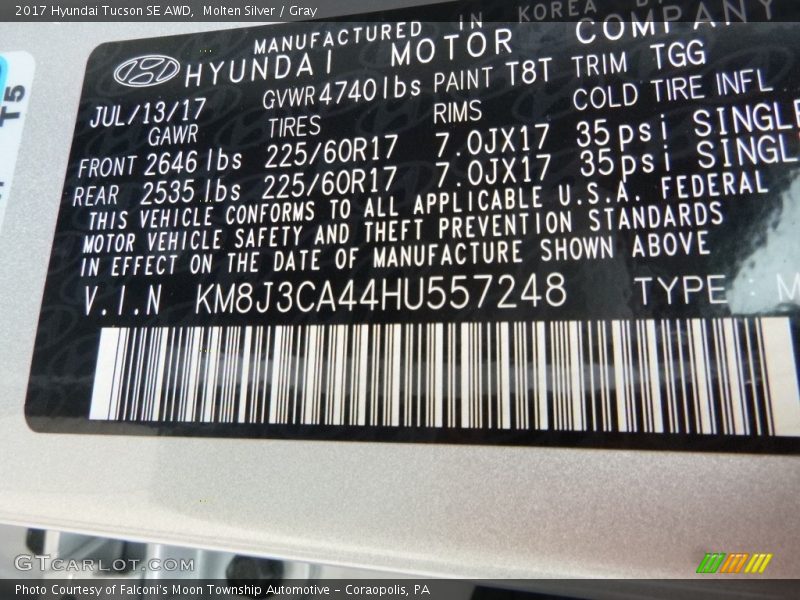 2017 Hyundai Tucson SE AWD, Molten Silver / Gray
MANUFACTURED IN KOREA
HYUNDAI MOTOR COMPANY
JUL/13/17 GVWR 4740 lbs PAINT T8T TRIM TGG
GAWR TIRES RIMS COLD TIRE INFL
FRONT 2646 lbs 225/60R17 7.0JX17 35psi SINGLE
REAR 2535 lbs 225/60R17 7.0JX17 35psi SINGL
THIS VEHICLE CONFORMS TO ALL APPLICABLE U.S.A. FEDERAL
MOTOR VEHICLE SAFETY AND THEFT PREVENTION STANDARDS
IN EFFECT ON THE DATE OF MANUFACTURE SHOWN ABOVE
V.I.N KM8J3CA44HU557248 TYPE: M
T5
GTCARLOT.COM
Photo Courtesy of Falconi's Moon Township Automotive - Coraopolis, PA